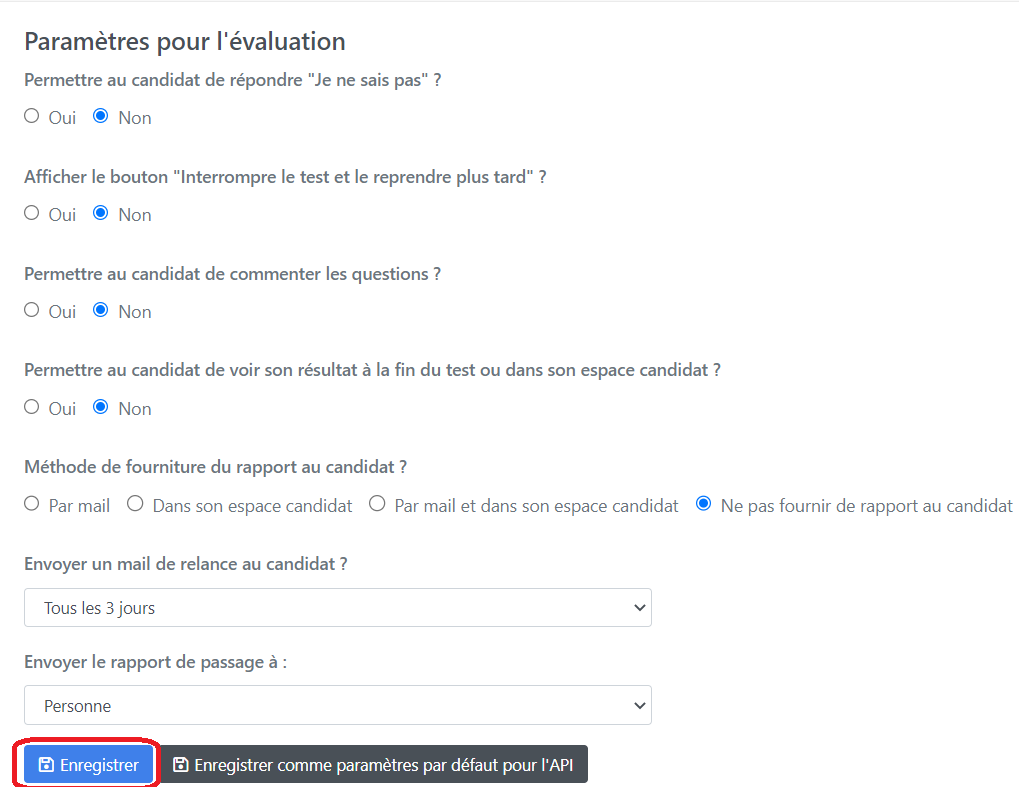 Paramètres pour l'évaluation
Permettre au candidat de répondre "Je ne sais pas" ?
Oui Non
Afficher le bouton "Interrompre le test et le reprendre plus tard" ?
Oui Non
Permettre au candidat de commenter les questions ?
Oui Non
Permettre au candidat de voir son résultat à la fin du test ou dans son espace candidat ?
Oui Non
Méthode de fourniture du rapport au candidat ?
Par mail Dans son espace candidat Par mail et dans son espace candidat Ne pas fournir de rapport au candidat
Envoyer un mail de relance au candidat ?
Tous les 3 jours
Envoyer le rapport de passage à :
Personne
Enregistrer Enregistrer comme paramètres par défaut pour l'API